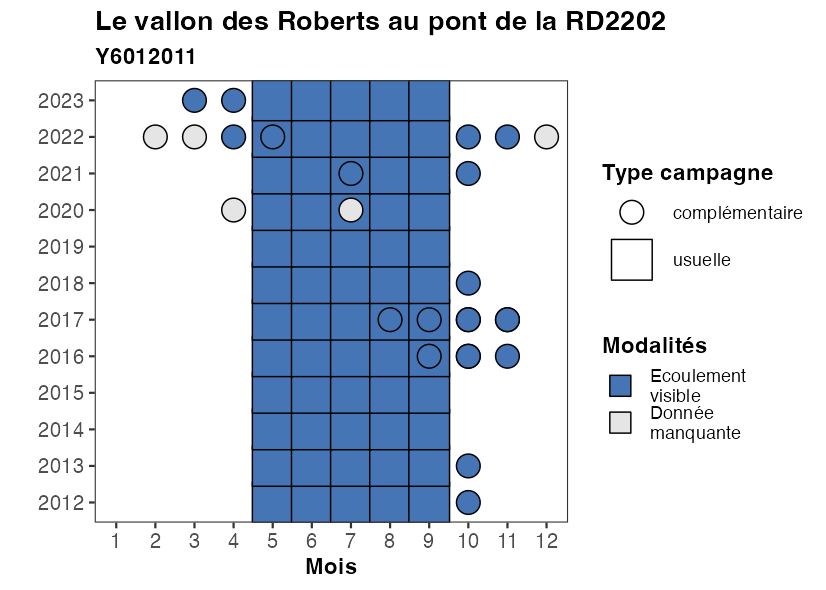 Le vallon des Roberts au pont de la RD2202
Y6012011
2023
2022
2021
2020
2019
2018
2017
2016
2015
2014
2013
2012
1 2 3 4 5 6 7 8 9 10 11 12
Mois
Type campagne
complémentaire
usuelle
Modalités
Ecoulement
visible
Donnée
manquante